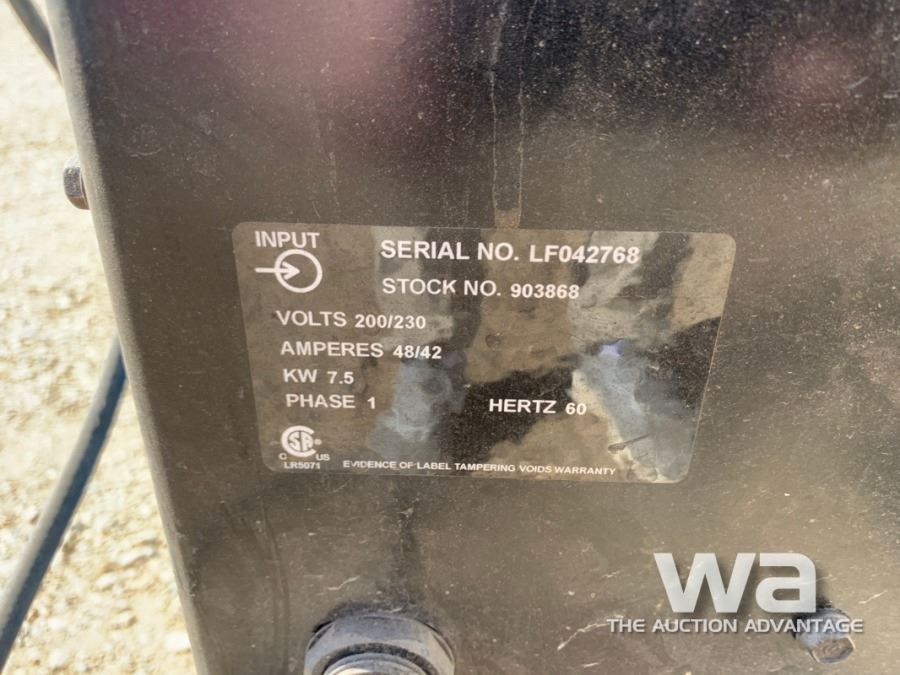 INPUT
SERIAL NO. LF042768
STOCK NO. 903868
VOLTS 200/230
AMPERES 48/42
KW 7.5
PHASE 1
HERTZ 60
CSA®
C US
LR5071
EVIDENCE OF LABEL TAMPERING VOIDS WARRANTY
wa
THE AUCTION ADVANTAGE